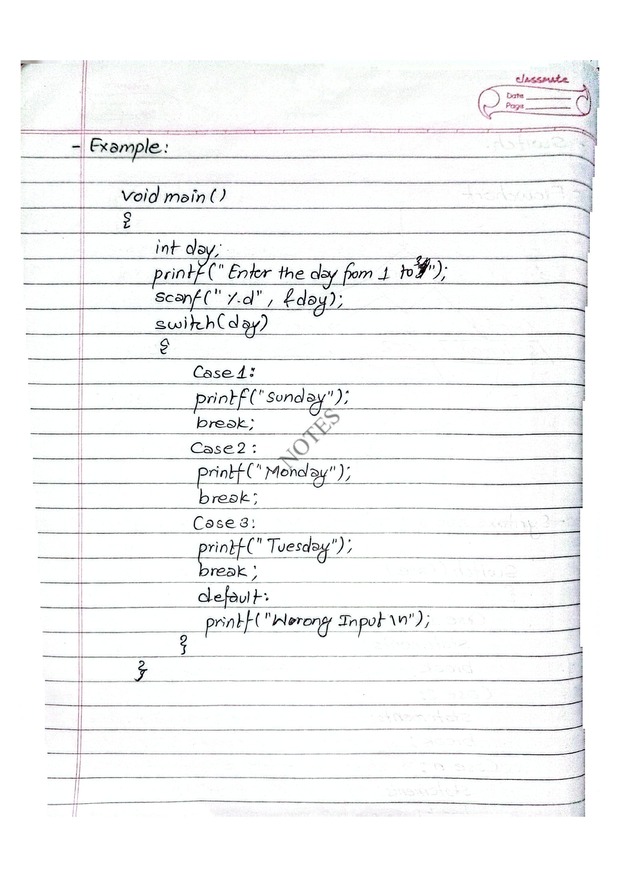 classmate
Date
Page
- Example:
void main()
{
int day;
printf("Enter the day from 1 to 3");
scanf("%d", &day);
switch(day)
{
Case 1:
printf("Sunday");
break;
Case 2:
printf("Monday");
break;
Case 3:
printf("Tuesday");
break;
default:
printf("Worong Input \n");
}
}
NOTES